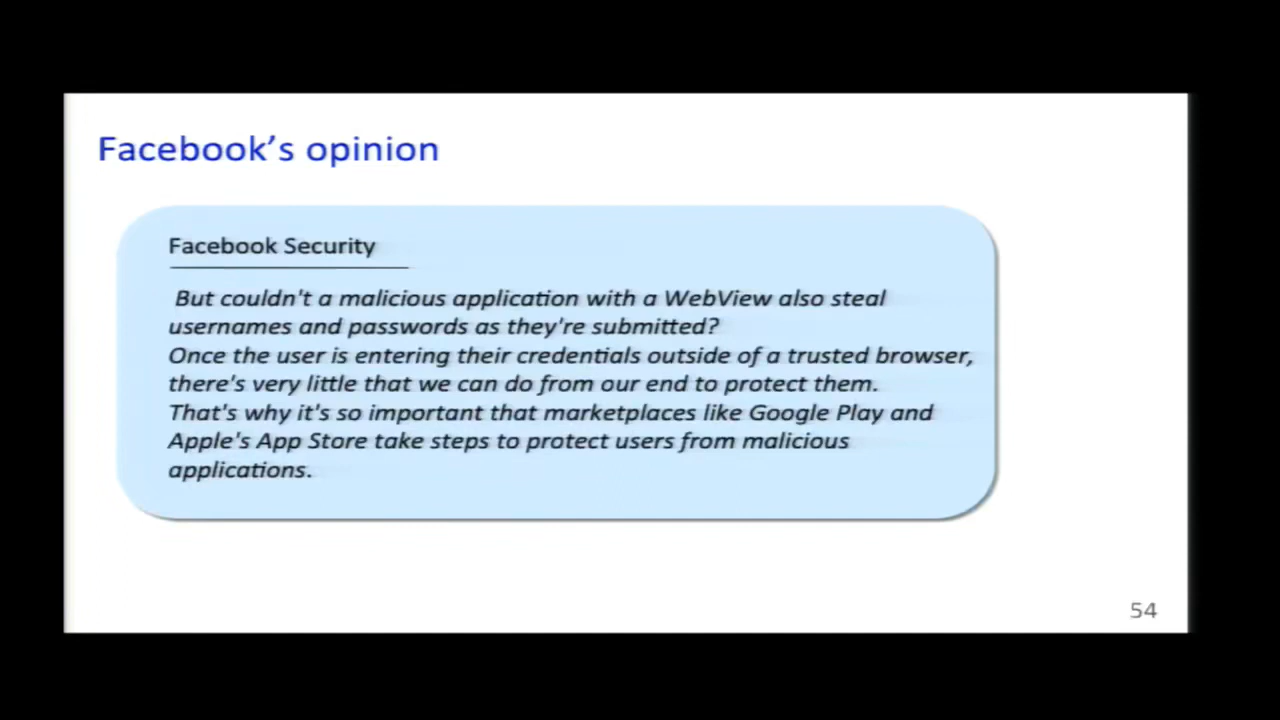 Facebook's opinion
Facebook Security
But couldn't a malicious application with a WebView also steal
usernames and passwords as they're submitted?
Once the user is entering their credentials outside of a trusted browser,
there's very little that we can do from our end to protect them.
That's why it's so important that marketplaces like Google Play and
Apple's App Store take steps to protect users from malicious
applications.
54